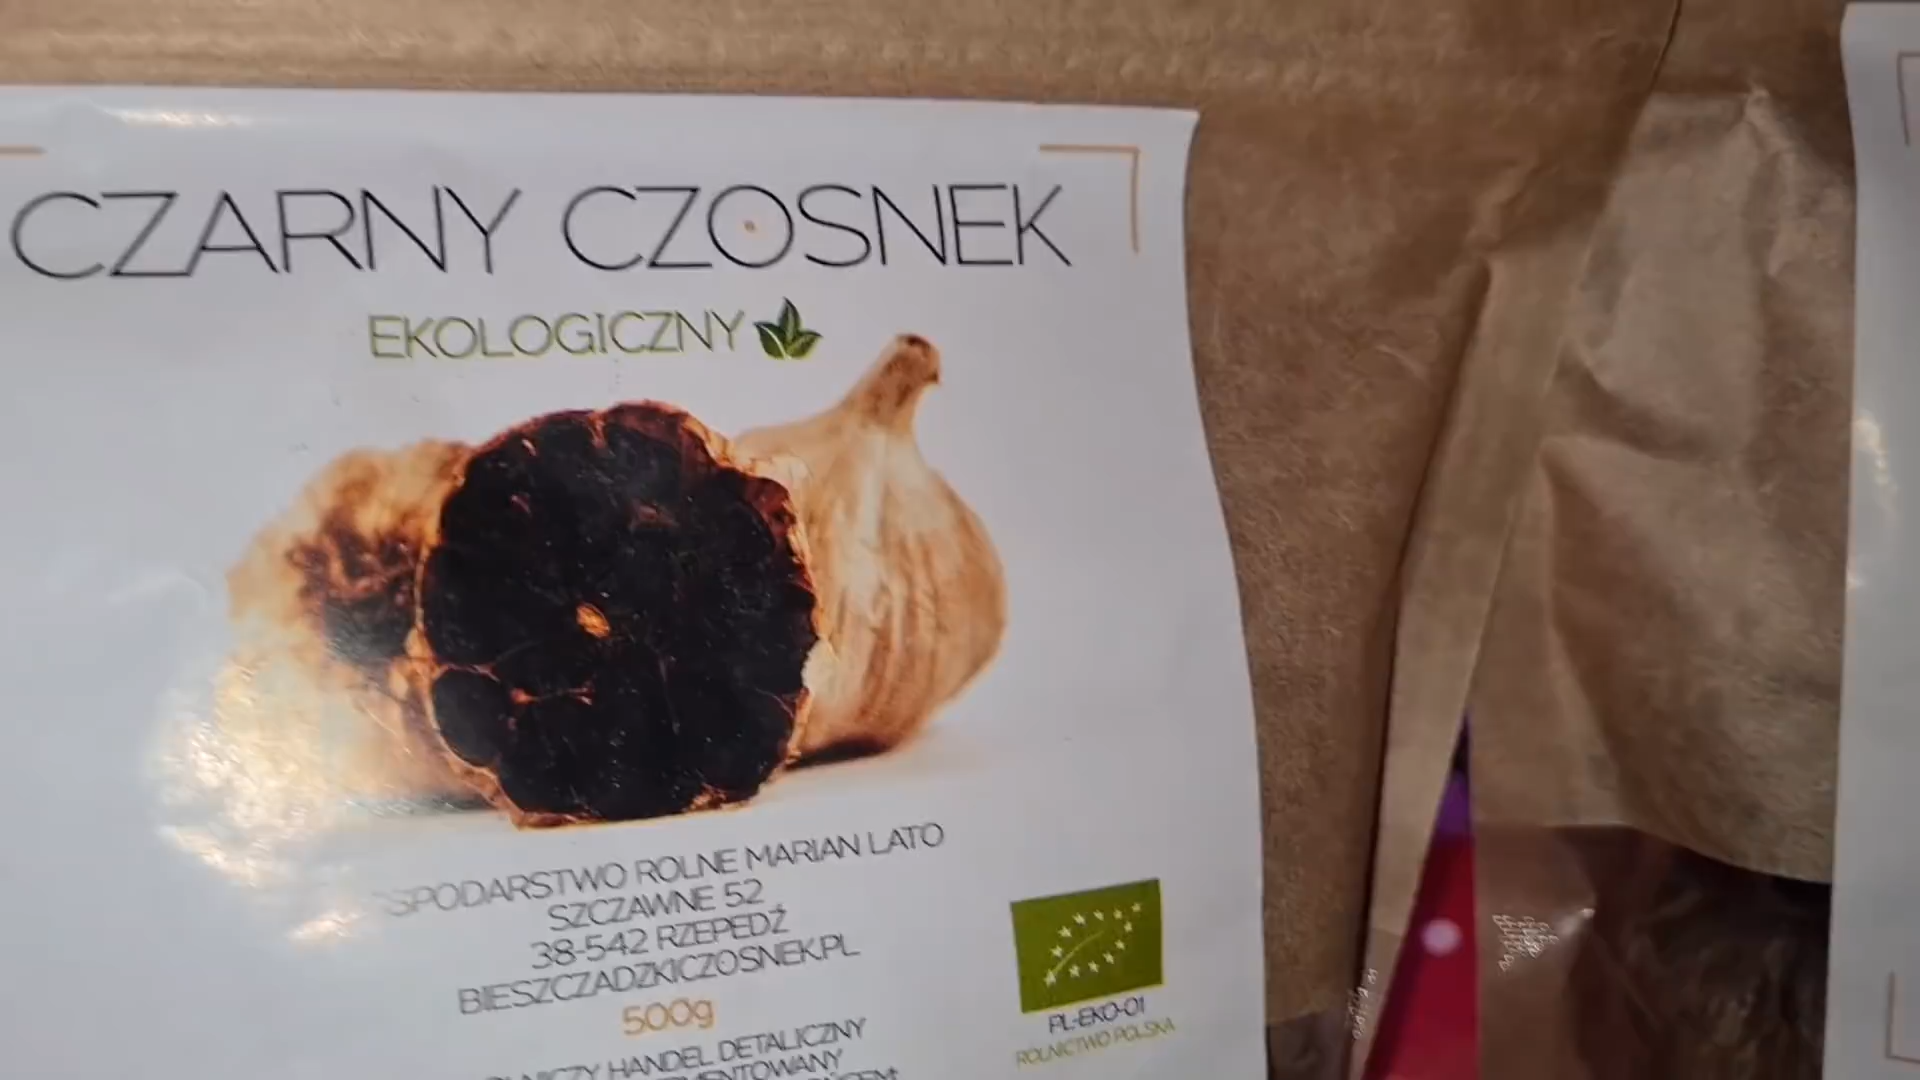 CZARNY CZOSNEK
EKOLOGICZNY
SPODARSTWO ROLNE MARIAN LATO
SZCZAWNE 52
38-542 RZEPEDŹ
BIESZCZADZKICZOSNEK.PL
500g
HANDEL DETALICZNY
PL-EKO-01
ROLNICTWO POLSKA